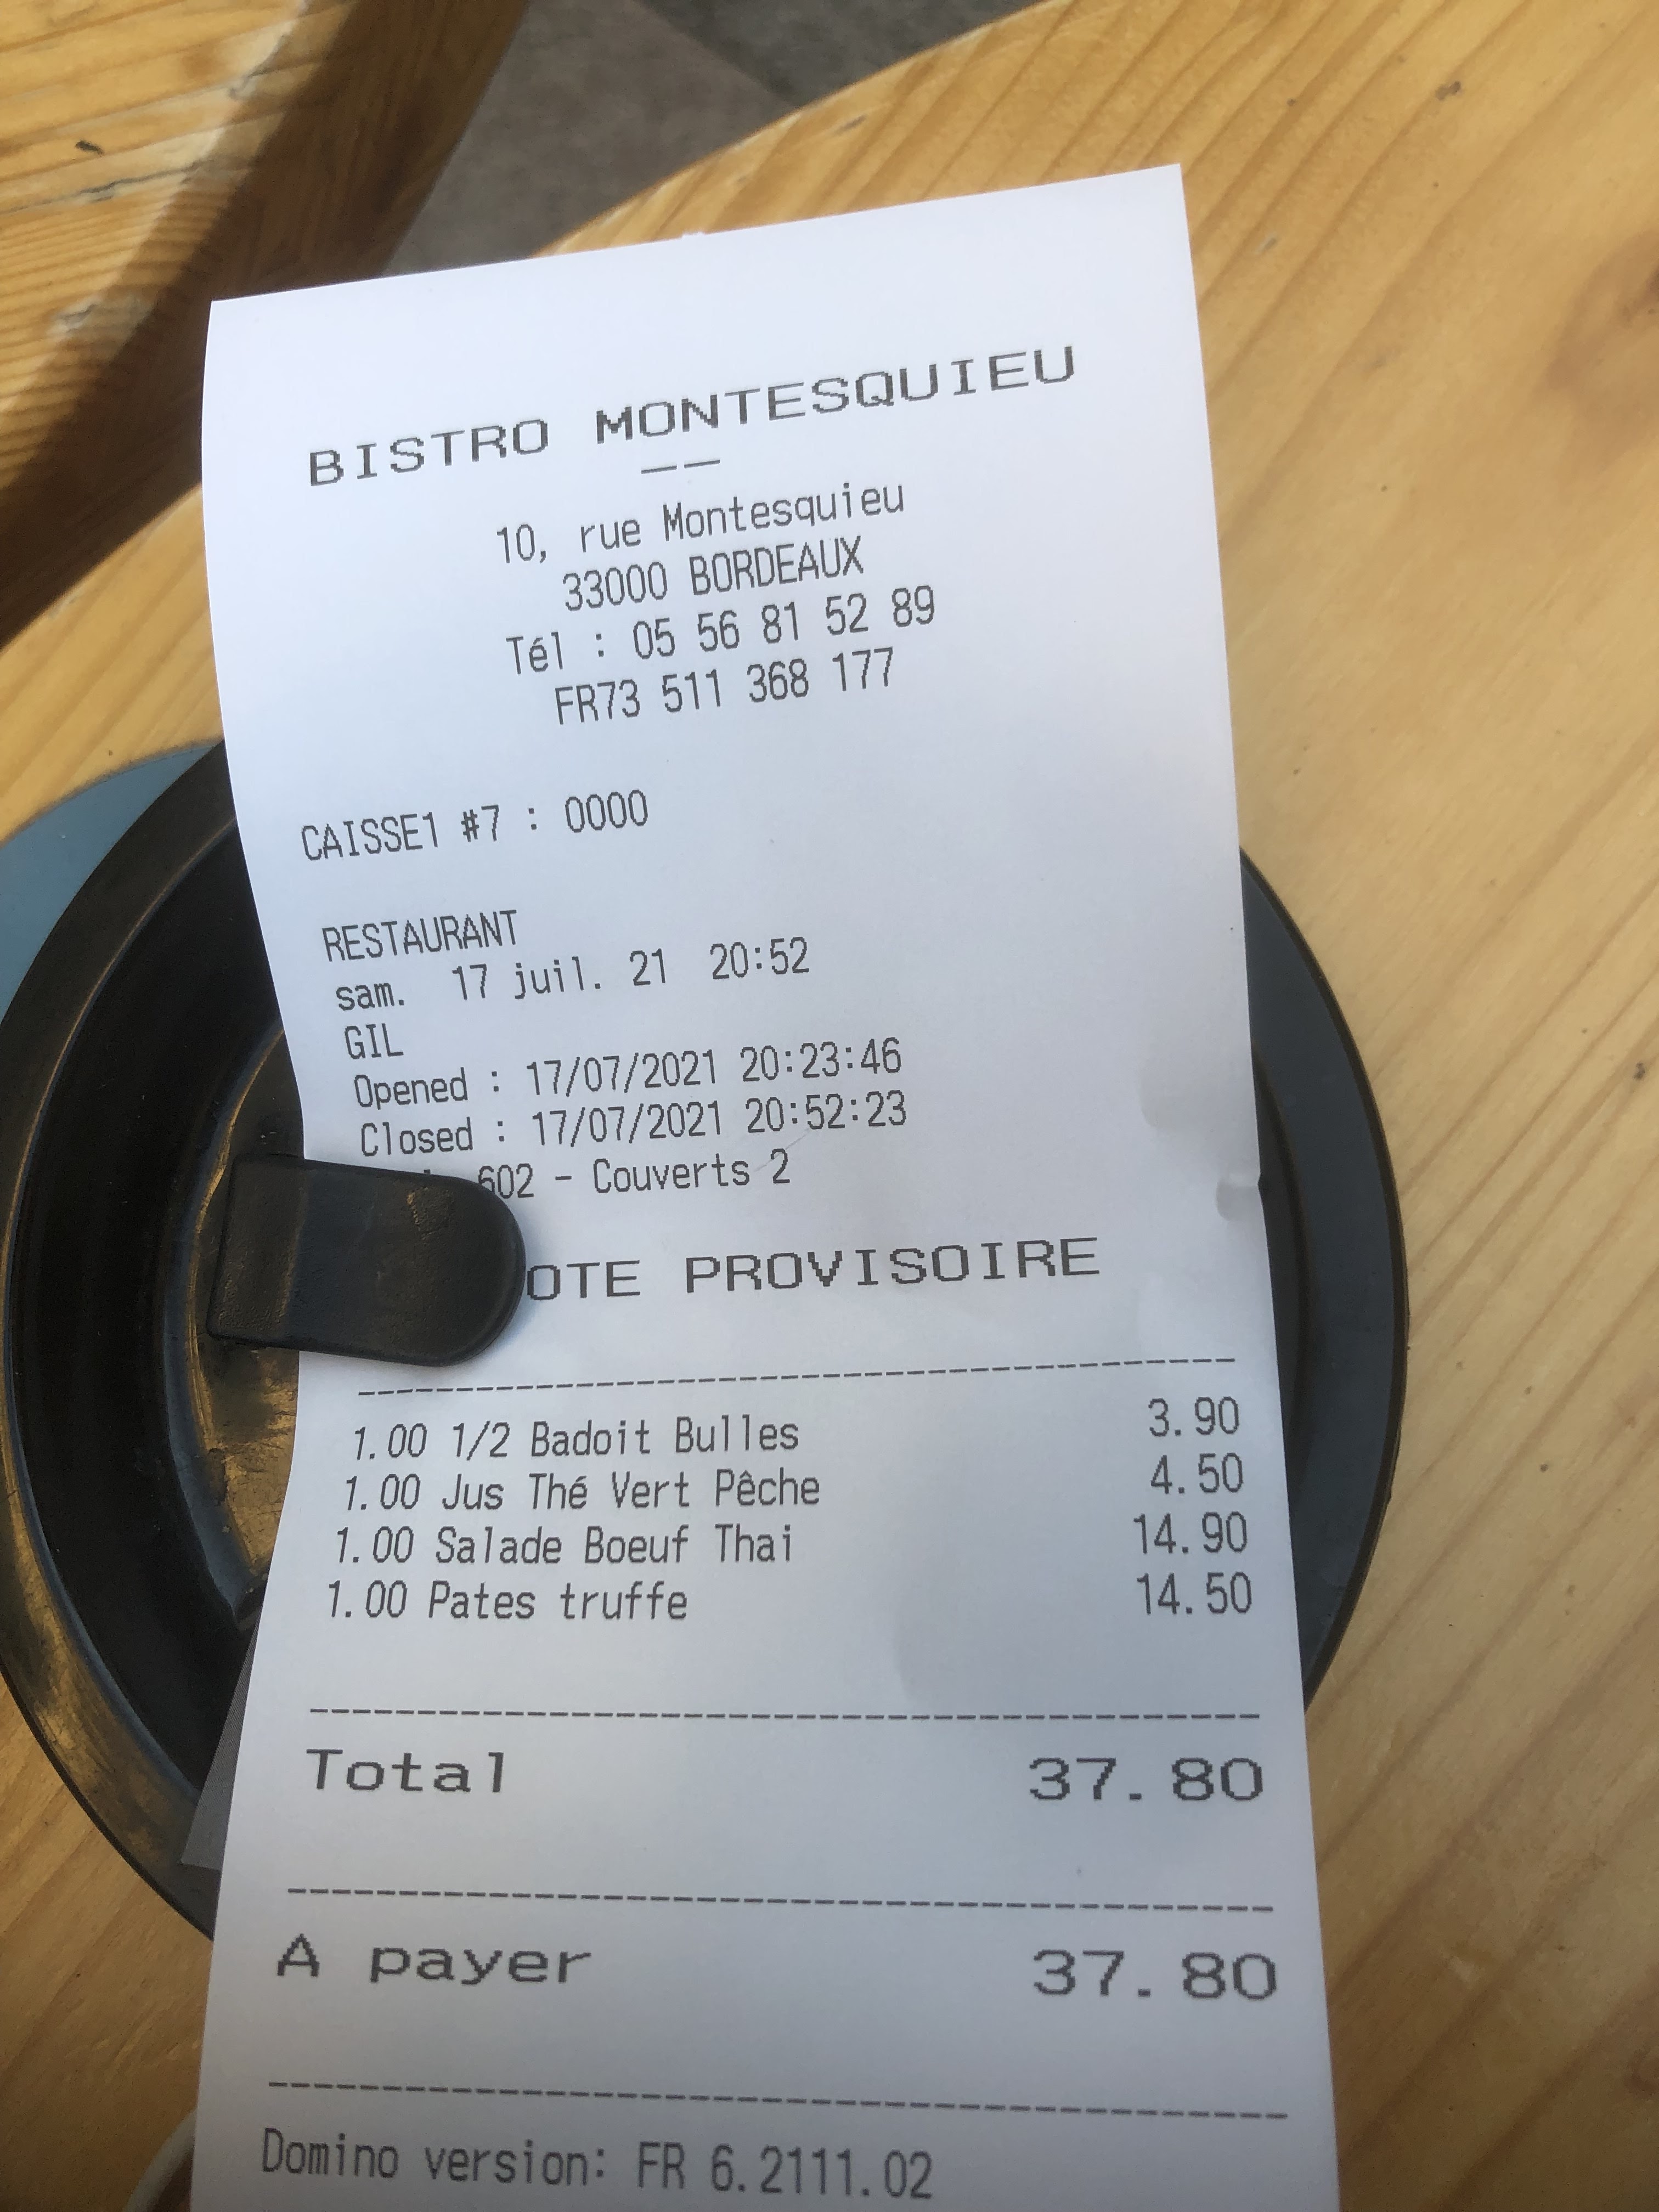 BISTRO MONTESQUIEU
--
10, rue Montesquieu
33000 BORDEAUX
Tél : 05 56 81 52 89
FR73 511 368 177
CAISSE1 #7 : 0000
RESTAURANT
sam. 17 juil. 21 20:52
GIL
Opened : 17/07/2021 20:23:46
Closed : 17/07/2021 20:52:23
602 - Couverts 2
OTE PROVISOIRE
1.00 1/2 Badoit Bulles 3.90
1.00 Jus Thé Vert Pêche 4.50
1.00 Salade Boeuf Thai 14.90
1.00 Pates truffe 14.50
Total 37.80
A payer 37.80
Domino version: FR 6.2111.02